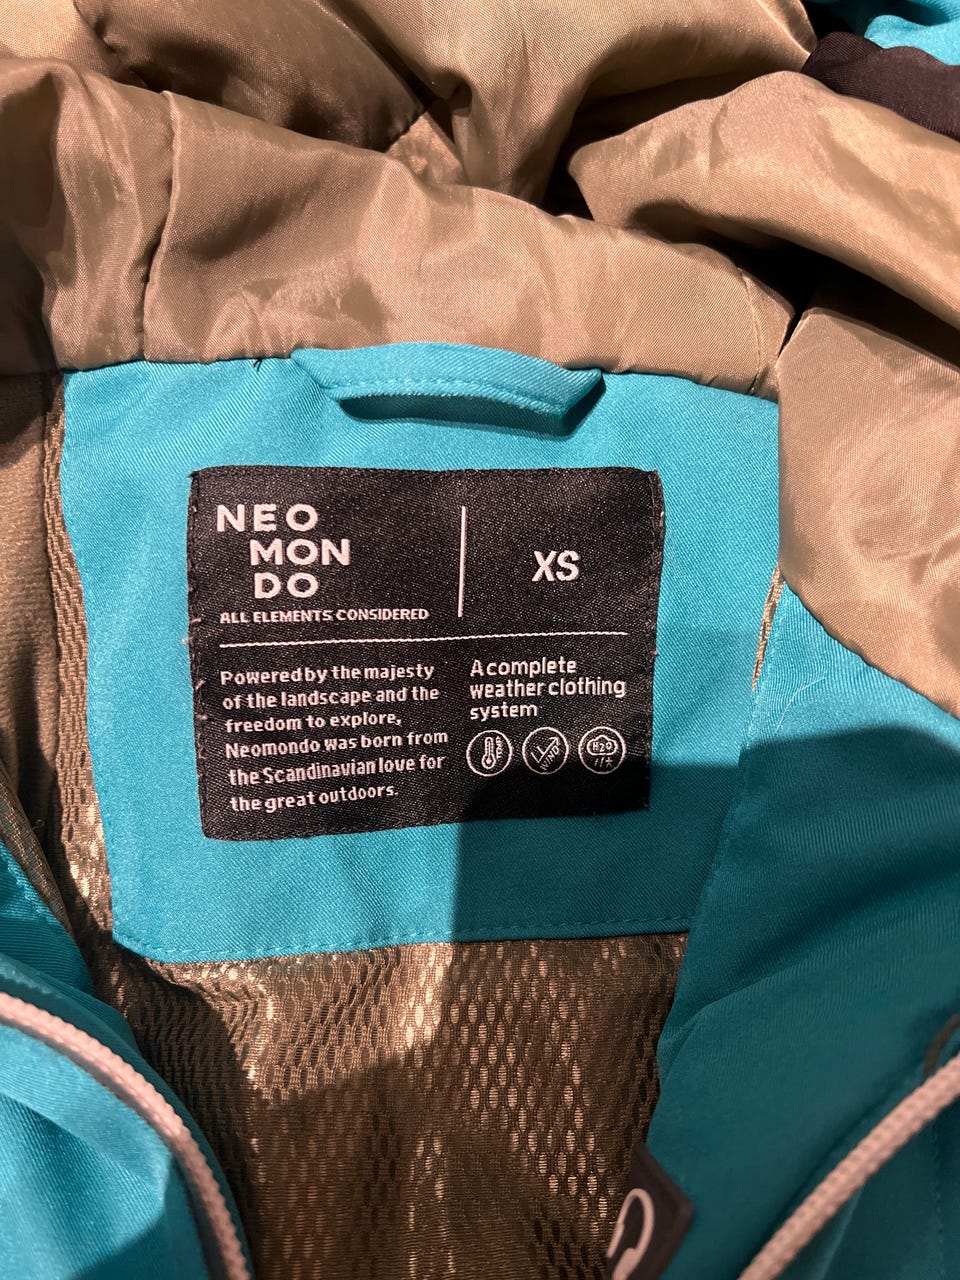 NEO
MON
DO
ALL ELEMENTS CONSIDERED
XS
Powered by the majesty
of the landscape and the
freedom to explore,
Neomondo was born from
the Scandinavian love for
the great outdoors.
A complete
weather clothing
system
WIND
H2O